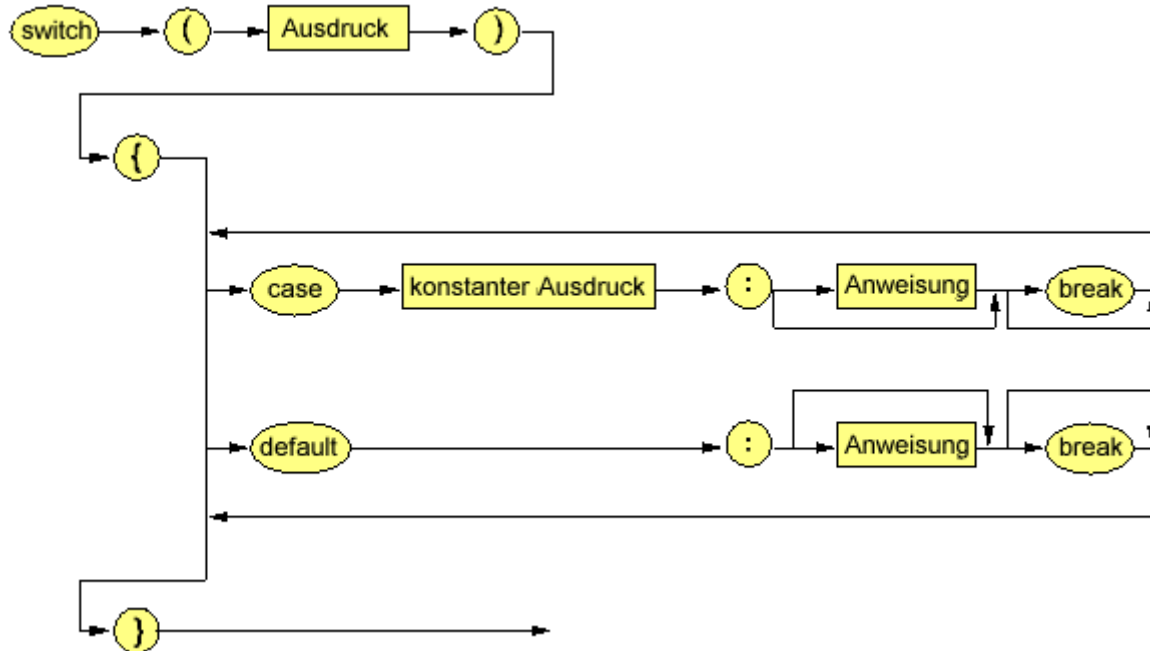 switch ( Ausdruck )
{
case konstanter Ausdruck : Anweisung break
default : Anweisung break
}